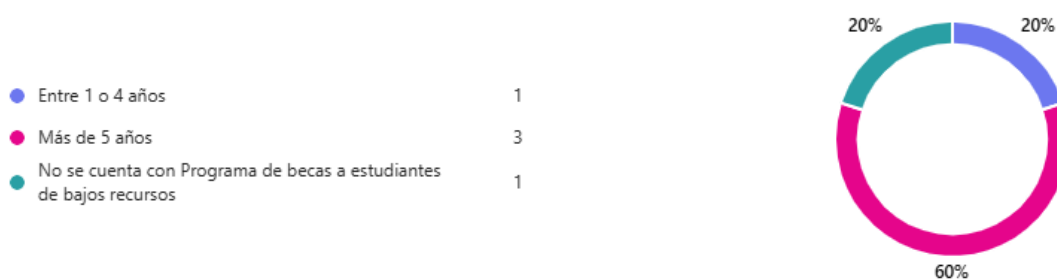 20%
20%
Entre 1 o 4 años 1
Más de 5 años 3
No se cuenta con Programa de becas a estudiantes
de bajos recursos 1
60%